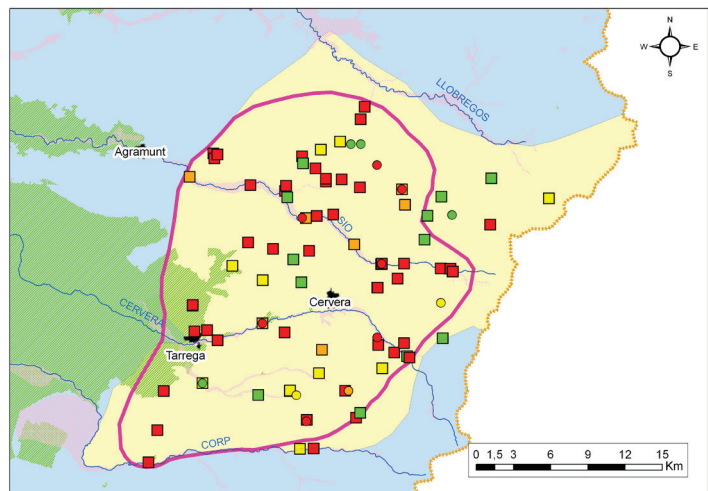 N
W E
S
LLOBREGOS
Agramunt
SIO
CERVERA
Cervera
Tarrega
CORP
0 1,5 3 6 9 12 15
Km